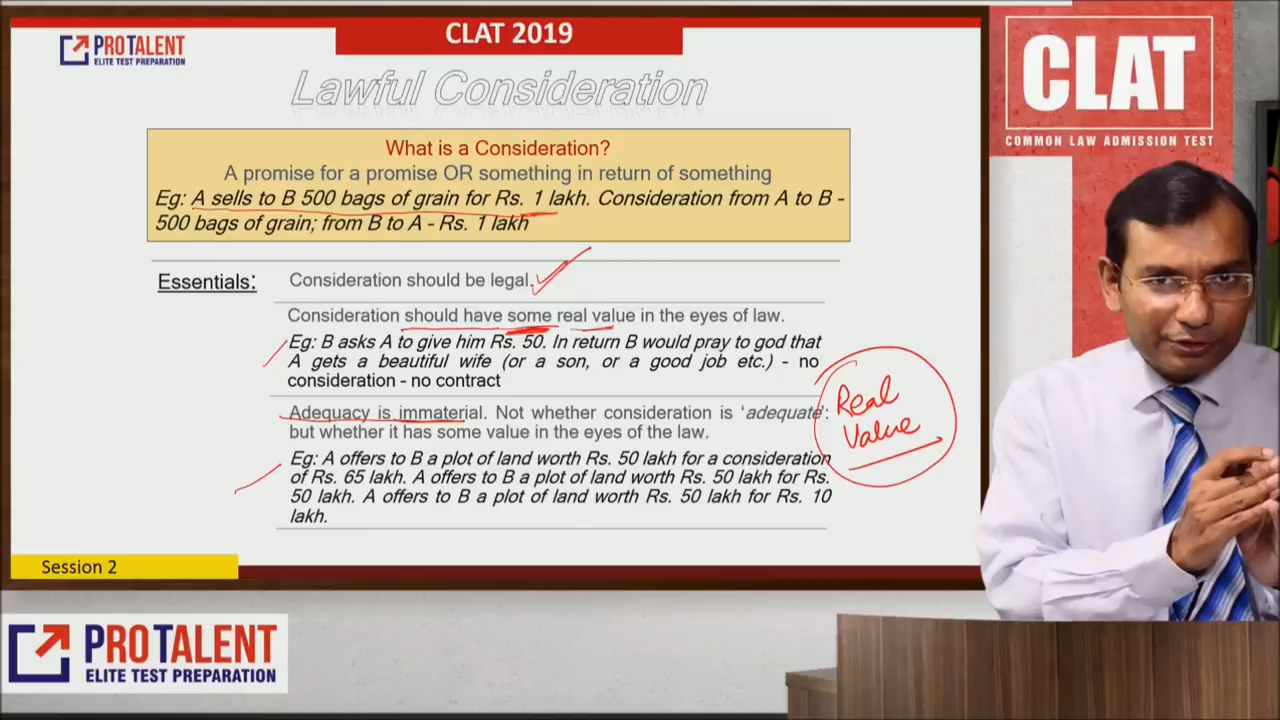 CLAT 2019
PROTALENT
ELITE TEST PREPARATION
Lawful Consideration
CLAT
COMMON LAW ADMISSION TEST
What is a Consideration?
A promise for a promise OR something in return of something
Eg: A sells to B 500 bags of grain for Rs. 1 lakh. Consideration from A to B -
500 bags of grain; from B to A - Rs. 1 lakh
Essentials:
Consideration should be legal.
Consideration should have some real value in the eyes of law.
Eg: B asks A to give him Rs. 50. In return B would pray to god that
A gets a beautiful wife (or a son, or a good job etc.) - no
consideration - no contract
Adequacy is immaterial. Not whether consideration is 'adequate':
but whether it has some value in the eyes of the law.
Eg: A offers to B a plot of land worth Rs. 50 lakh for a consideration
of Rs. 65 lakh. A offers to B a plot of land worth Rs. 50 lakh for Rs.
50 lakh. A offers to B a plot of land worth Rs. 50 lakh for Rs. 10
lakh.
Real
Value
Session 2
PROTALENT
ELITE TEST PREPARATION